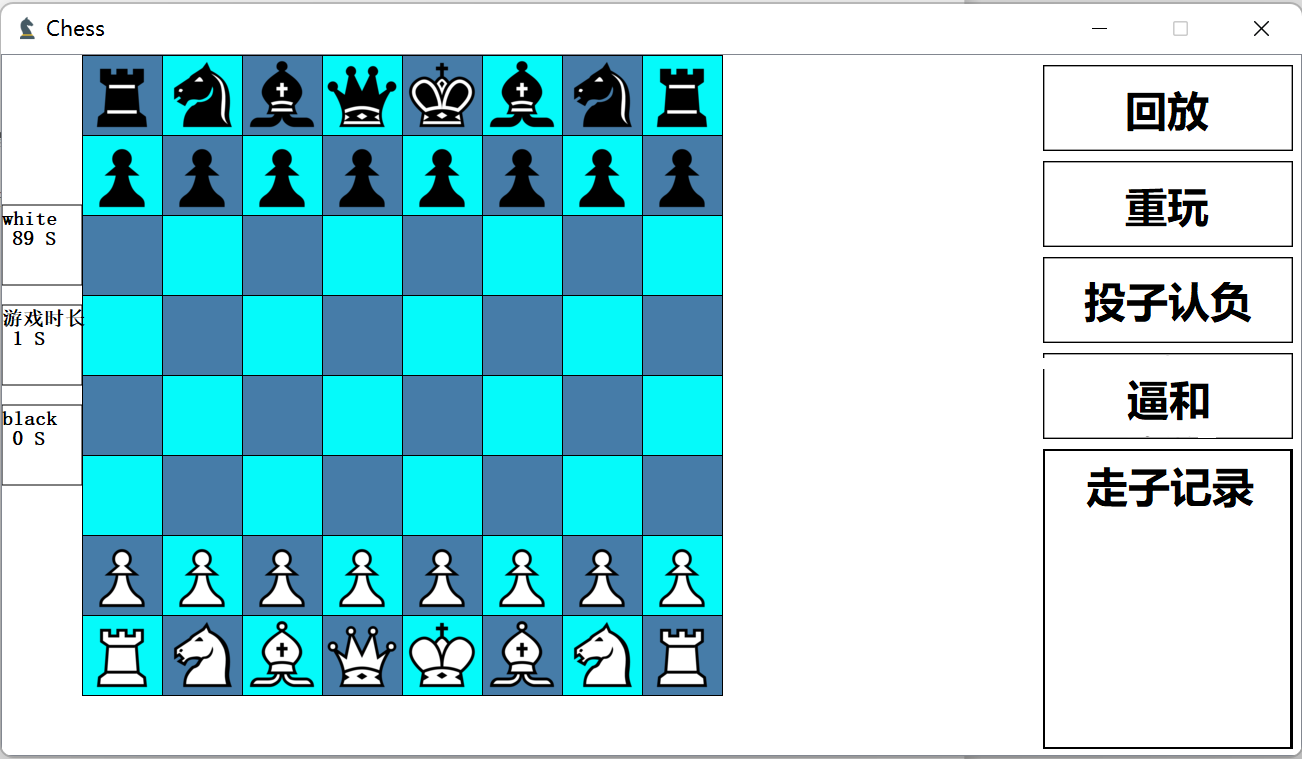 Chess
white
89 S
游戏时长
1 S
black
0 S
回放
重玩
投子认负
逼和
走子记录